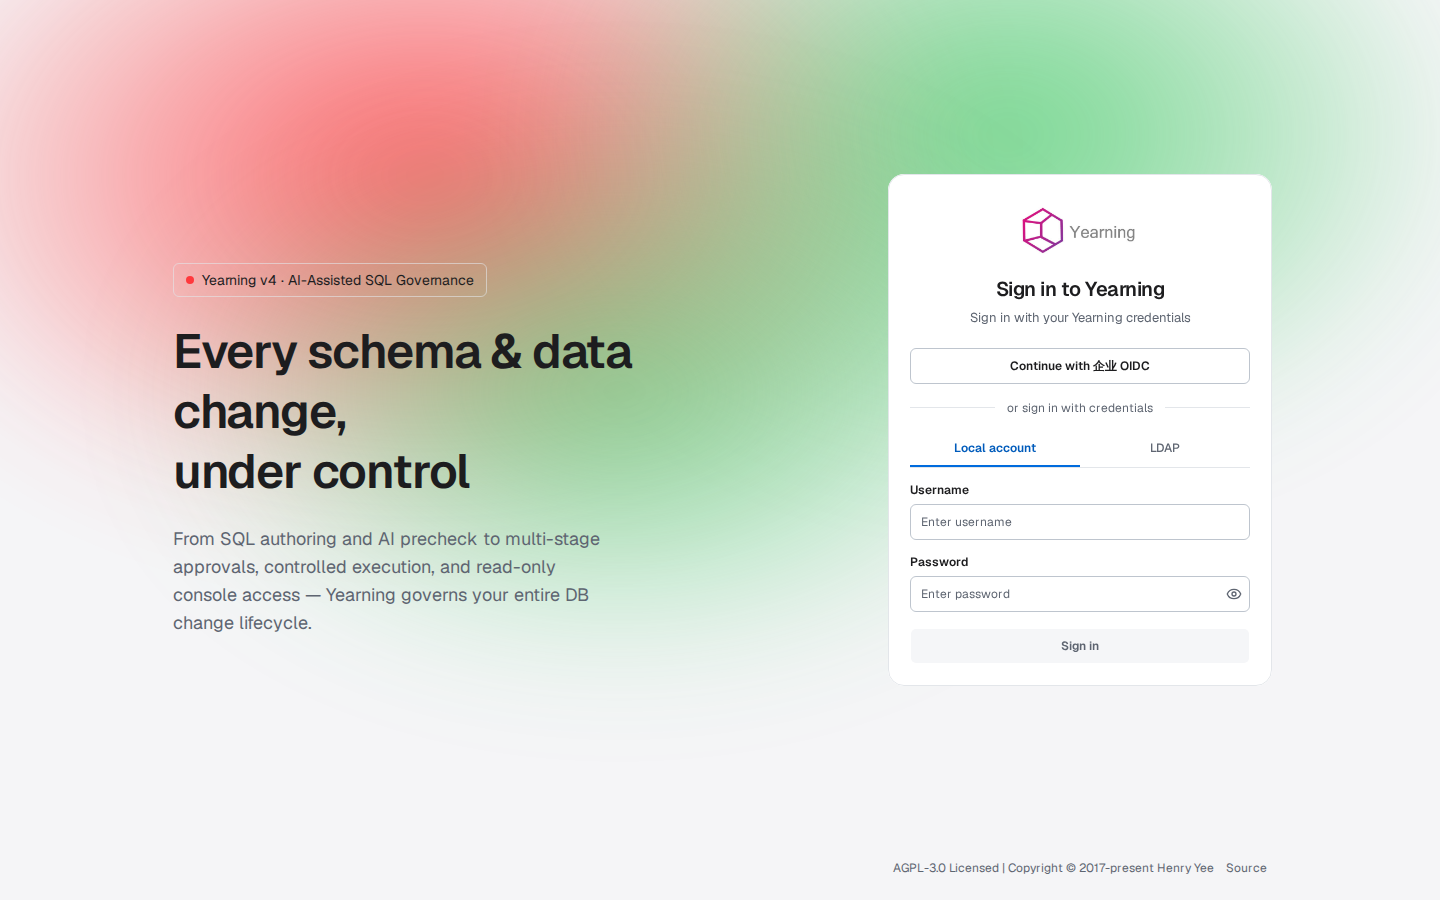 Yearning v4 · AI-Assisted SQL Governance
Every schema & data
change,
under control
From SQL authoring and AI precheck to multi-stage
approvals, controlled execution, and read-only
console access — Yearning governs your entire DB
change lifecycle.
Yearning
Sign in to Yearning
Sign in with your Yearning credentials
Continue with 企业 OIDC
or sign in with credentials
Local account LDAP
Username
Enter username
Password
Enter password
Sign in
AGPL-3.0 Licensed | Copyright © 2017-present Henry Yee Source